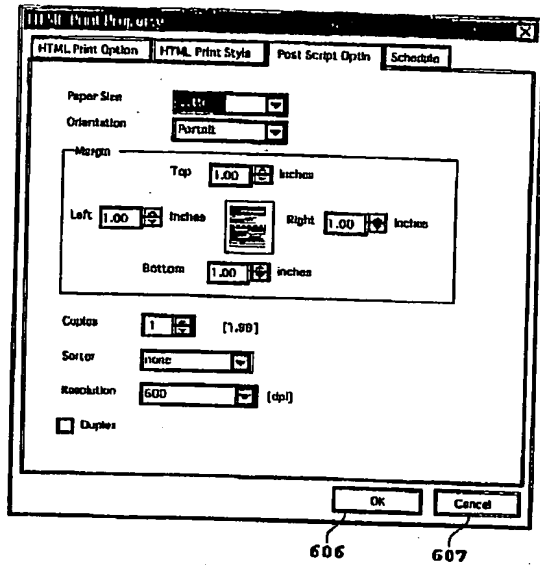 HTML Print Property
HTML Print Option HTML Print Style Post Script Optin Schedule
Paper Size
Orientation Portait
Margin
Top 1.00 Inches
Left 1.00 Inches Right 1.00 Inches
Bottom 1.00 inches
Copies 1 [1.99]
Sorter none
Resolution 600 [dpi]
Duplex
OK Cancel
606 607